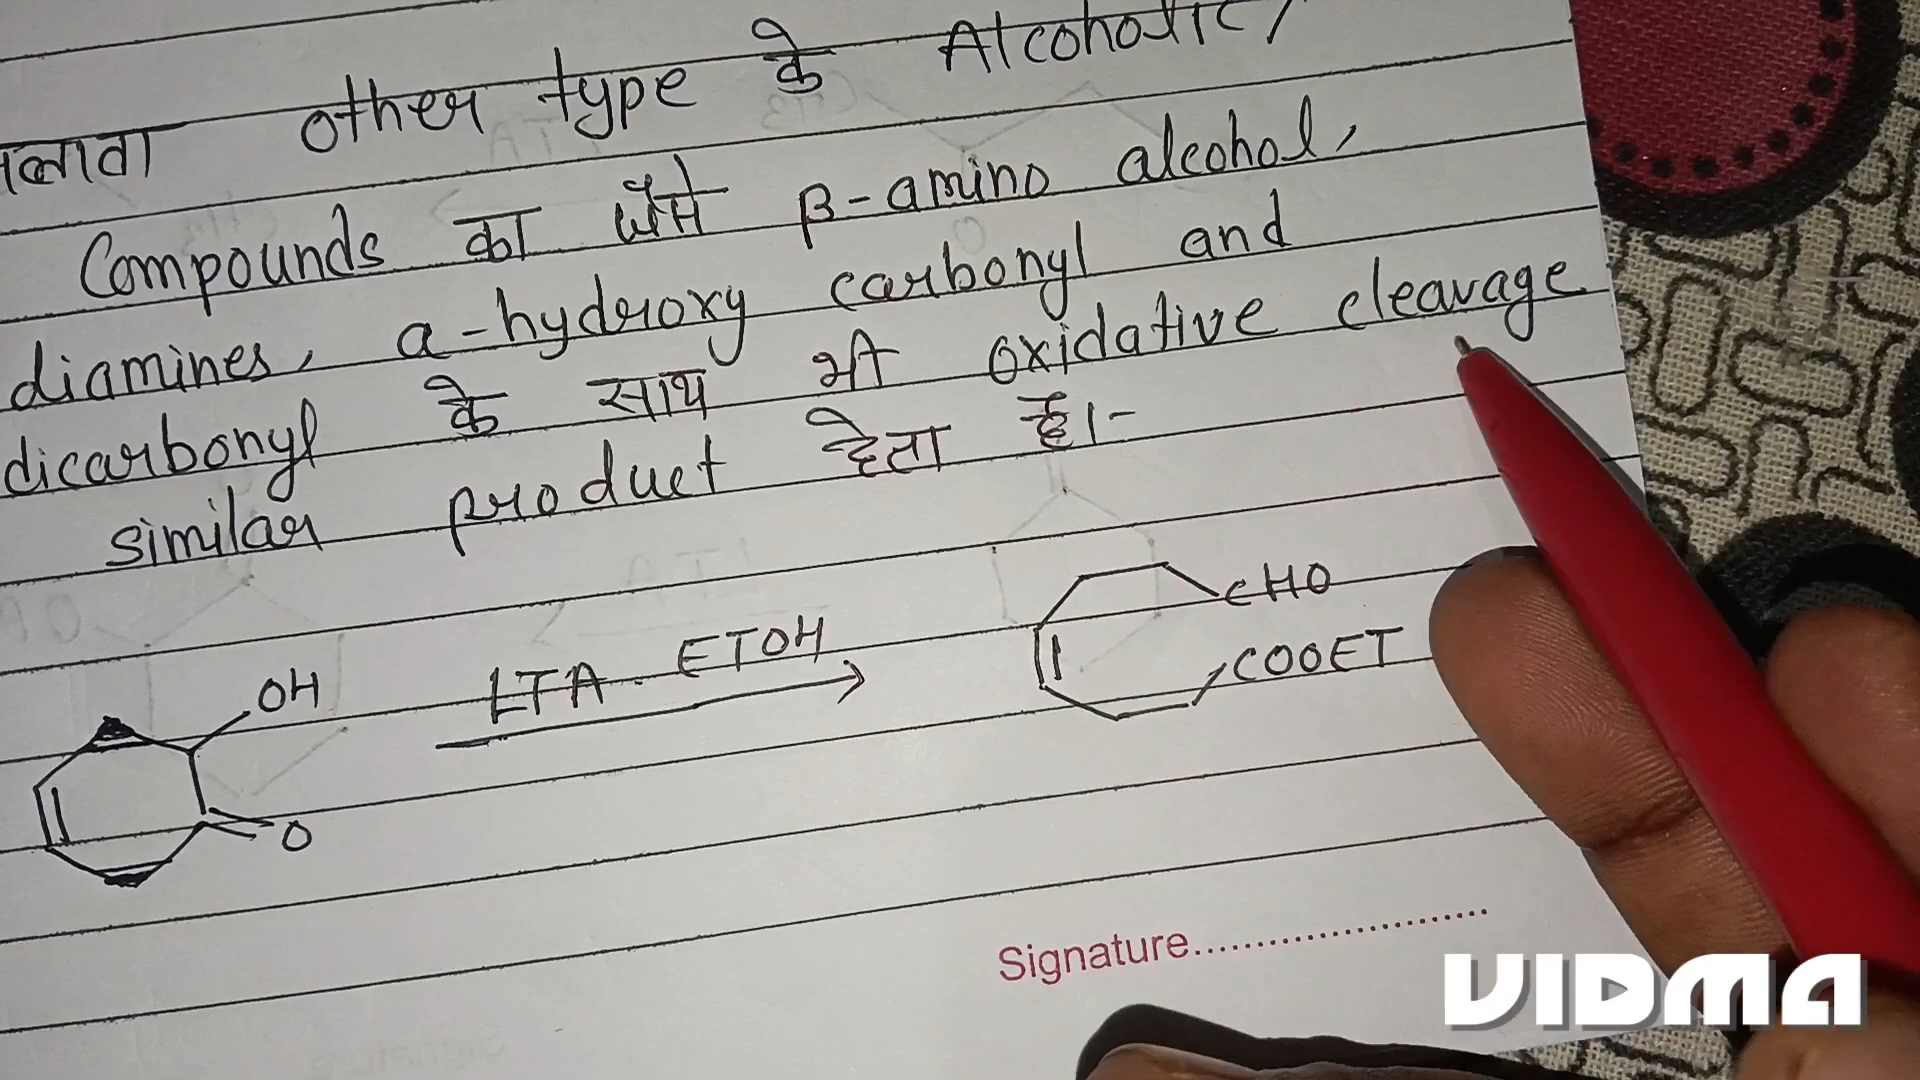 other type के Alcoholic,
Compounds का जैसे β-amino alcohol,
diamines, α-hydroxy carbonyl and
dicarbonyl के साथ भी oxidative cleavage
similar product देता है।-
OH
O
LTA. ETOH
CHO
COOET
Signature
VIDMA